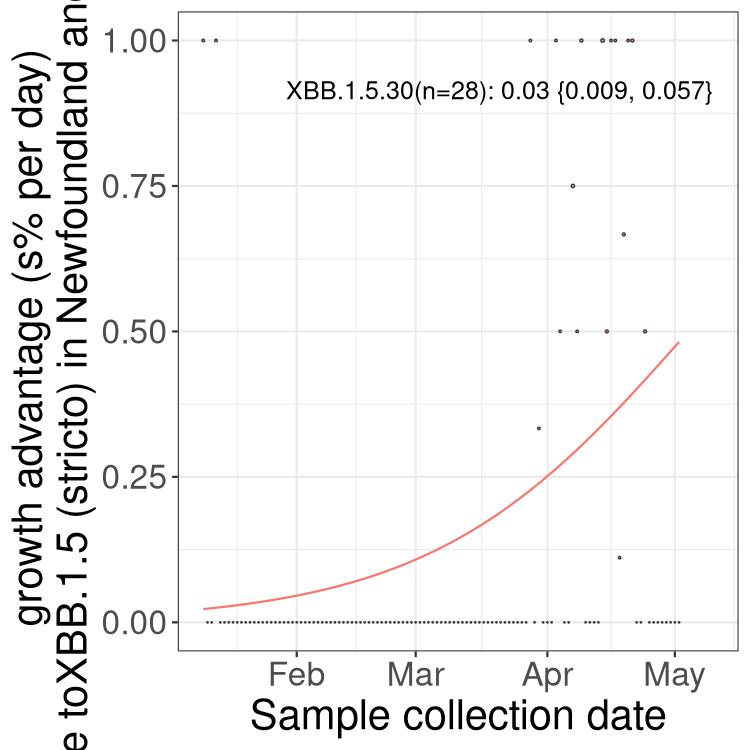 growth advantage (s% per day)
e toXBB.1.5 (stricto) in Newfoundland and
1.00
0.75
0.50
0.25
0.00
XBB.1.5.30(n=28): 0.03 {0.009, 0.057}
Feb Mar Apr May
Sample collection date